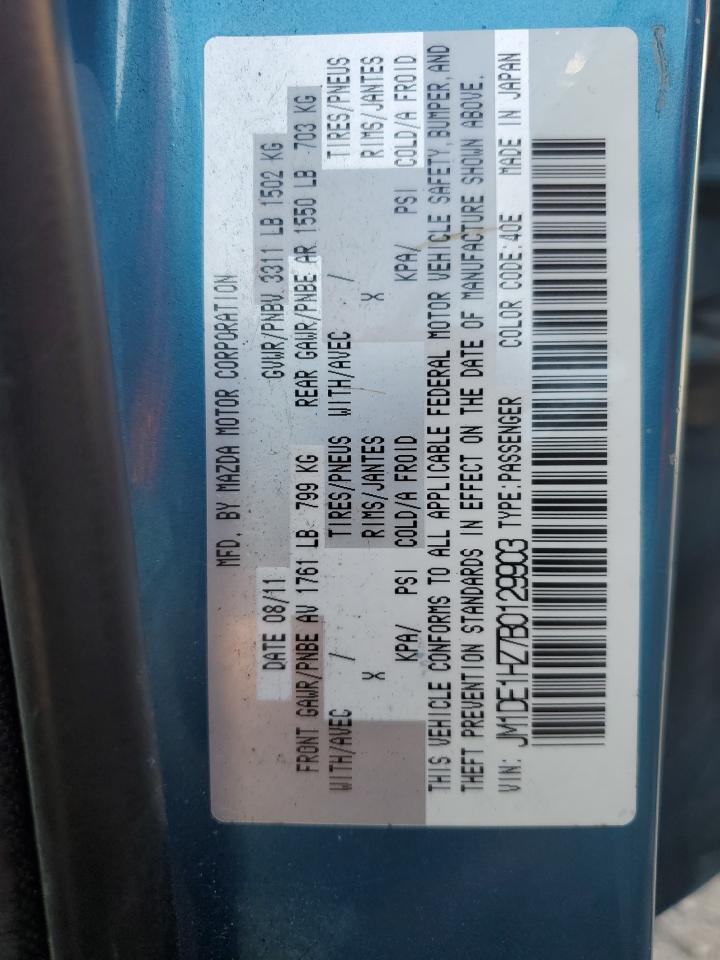 MFD. BY MAZDA MOTOR CORPORATION
DATE 08/11 GVWR/PNBV 3311 LB 1502 KG
FRONT GAWR/PNBE AV 1761 LB 799 KG REAR GAWR/PNBE AR 1550 LB 703 KG
WITH/AVEC / TIRES/PNEUS WITH/AVEC / TIRES/PNEUS
X RIMS/JANTES X RIMS/JANTES
KPA/ PSI COLD/A FROID KPA/ PSI COLD/A FROID
THIS VEHICLE CONFORMS TO ALL APPLICABLE FEDERAL MOTOR VEHICLE SAFETY, BUMPER, AND
THEFT PREVENTION STANDARDS IN EFFECT ON THE DATE OF MANUFACTURE SHOWN ABOVE.
VIN: JM1DE1HZ7B0129903 TYPE:PASSENGER COLOR CODE:40E MADE IN JAPAN